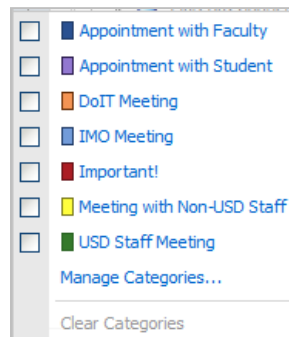 Appointment with Faculty
Appointment with Student
DoIT Meeting
IMO Meeting
Important!
Meeting with Non-USD Staff
USD Staff Meeting
Manage Categories...
Clear Categories